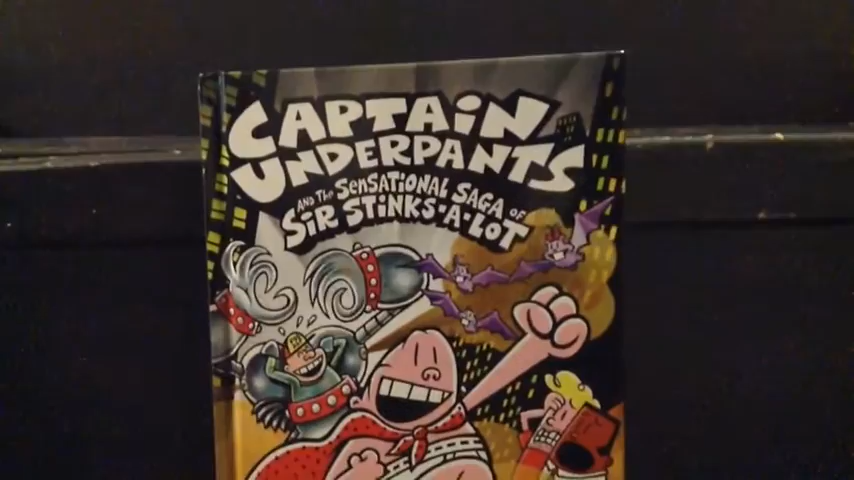 CAPTAIN
UNDERPANTS
AND THE SENSATIONAL SAGA OF
SIR STINKS-A-LOT